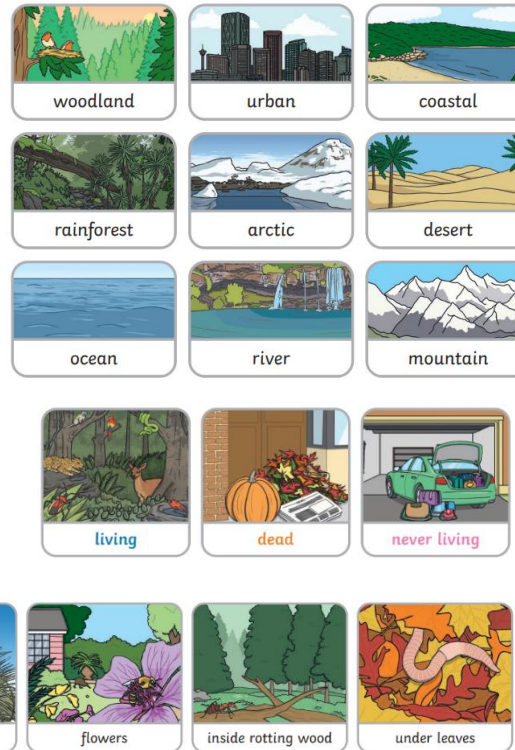 woodland urban coastal
rainforest arctic desert
ocean river mountain
living dead never living
flowers inside rotting wood under leaves